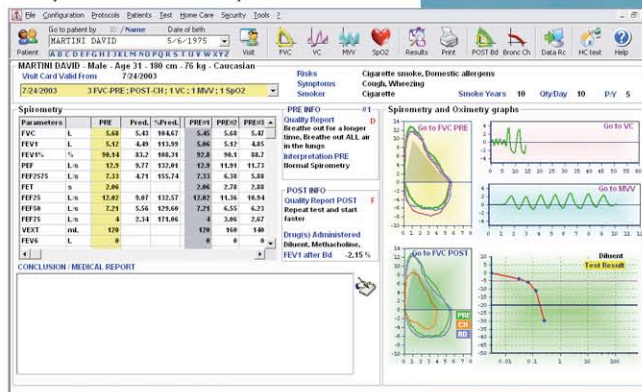 File Configuration Protocols Patients Test Home Care Security Tools ?
Go to patient by ID / Name Date of birth
MARTINI DAVID 5/6/1975
Patient A B C D E F G H I J K L M N O P Q R S T U V W X Y Z Visit FVC VC MVV SpO2 Results Print POST Bd Bronc Ch Data Rc HC test Help
MARTINI DAVID - Male - Age 31 - 180 cm - 76 kg - Caucasian
Visit Card Valid From 7/24/2003
7/24/2003 3 FVC-PRE; POST-CH; 1 VC; 1 MVV; 1 SpO2
Risks Cigarette smoke, Domestic allergens
Symptoms Cough, Wheezing
Smoker Cigarette Smoke Years 10 Qty/Day 10 P/Y 5
Spirometry
Parameters PRE Pred. %Pred. PRE#1 PRE#2 PRE#3
FVC L 5.68 5.43 104.67 5.45 5.68 5.47
FEV1 L 5.12 4.49 113.99 5.06 5.12 4.85
FEV1% % 90.14 83.2 108.31 92.8 90.1 88.7
PEF L/s 12.9 9.77 132.01 12.9 11.91 11.73
FEF2575 L/s 7.33 4.71 155.74 7.33 6.38 5.88
FET s 2.06 2.06 2.78 2.88
FEF25 L/s 12.02 9.07 132.57 12.02 11.36 10.94
FEF50 L/s 7.21 5.56 129.60 7.21 6.55 6.23
FEF75 L/s 4 2.34 171.06 4 3.06 2.67
VEXT mL 120 120 160 140
FEV6 L 0 0 0 0
PRE INFO #1
Quality Report D
Breathe out for a longer
time, Breathe out ALL air
in the lungs
Interpretation PRE
Normal Spirometry
POST INFO
Quality Report POST F
Repeat test and start
faster
Drug(s) Administered
Diluent, Methacholine,
FEV1 after Bd -2.15 %
CONCLUSION / MEDICAL REPORT
Spirometry and Oximetry graphs
Go to FVC PRE
Go to VC
Go to MVV
Go to FVC POST
PRE
CH
BD
Diluent
Test Result